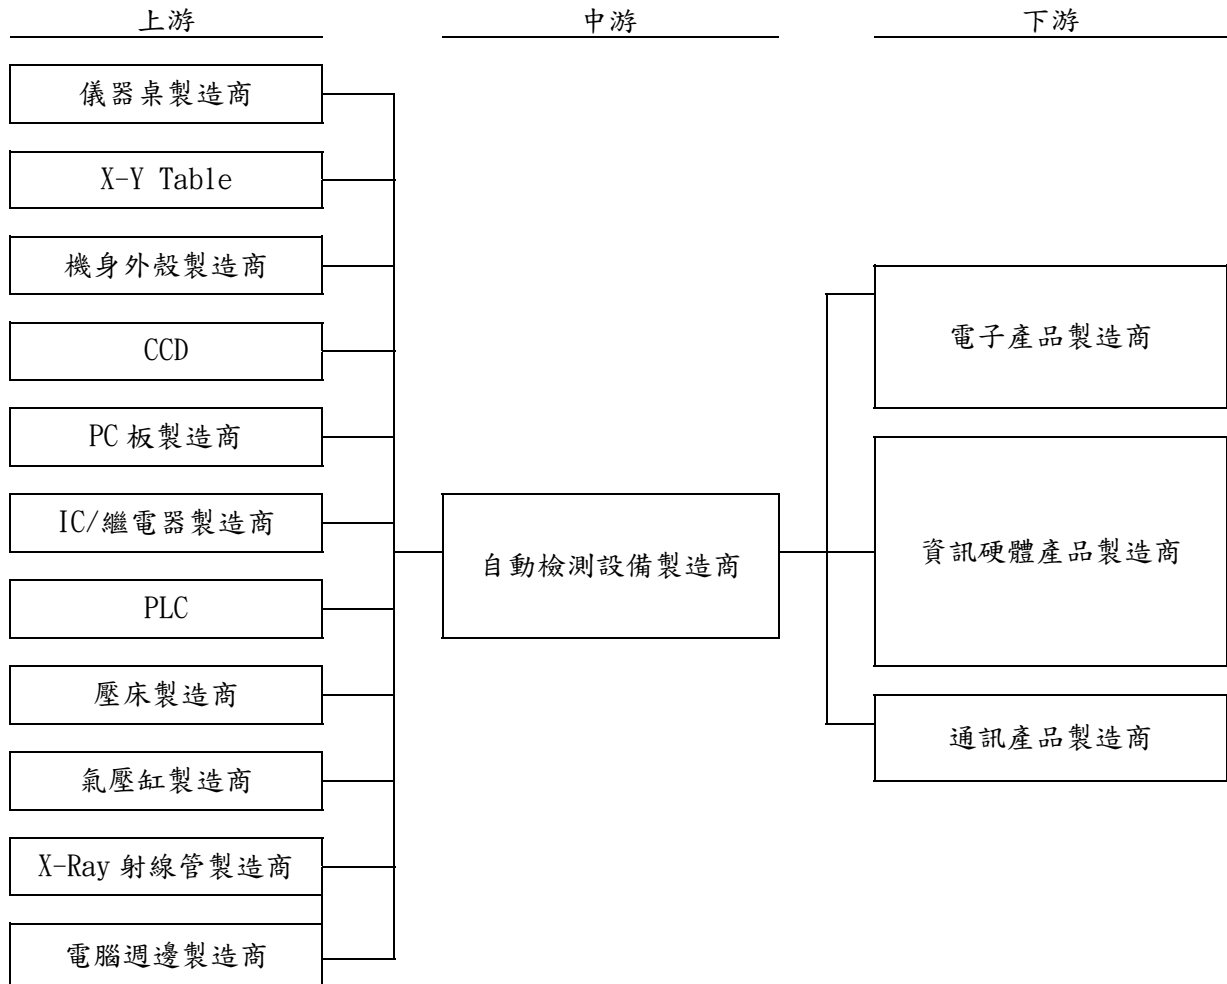 上游
中游
下游
儀器桌製造商
X-Y Table
機身外殼製造商
CCD
PC 板製造商
IC/繼電器製造商
PLC
壓床製造商
氣壓缸製造商
X-Ray 射線管製造商
電腦週邊製造商
自動檢測設備製造商
電子產品製造商
資訊硬體產品製造商
通訊產品製造商